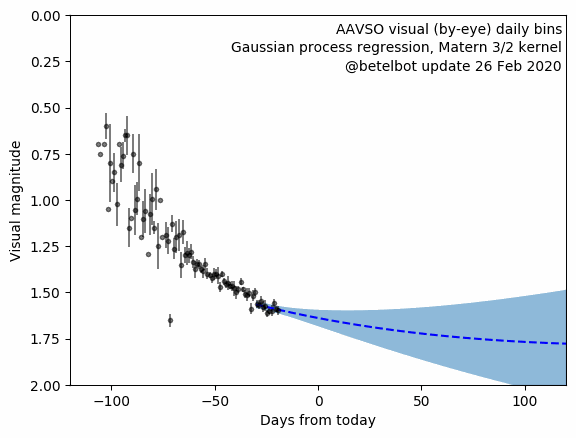 AAVSO visual (by-eye) daily bins
Gaussian process regression, Matern 3/2 kernel
@betelbot update 26 Feb 2020
Visual magnitude
0.00
0.25
0.50
0.75
1.00
1.25
1.50
1.75
2.00
−100
−50
0
50
100
Days from today